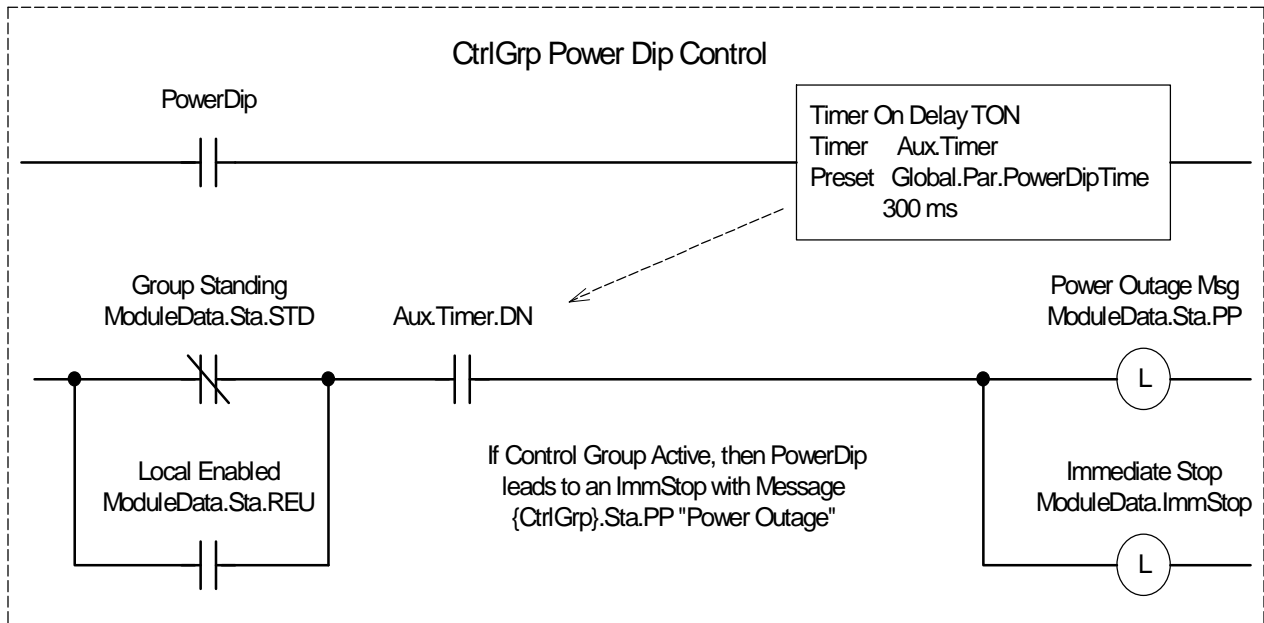 CtrlGrp Power Dip Control
PowerDip
Timer On Delay TON
Timer Aux.Timer
Preset Global.Par.PowerDipTime
300 ms
Group Standing
ModuleData.Sta.STD
Aux.Timer.DN
Power Outage Msg
ModuleData.Sta.PP
L
Local Enabled
ModuleData.Sta.REU
If Control Group Active, then PowerDip
leads to an ImmStop with Message
{CtrlGrp}.Sta.PP "Power Outage"
Immediate Stop
ModuleData.ImmStop
L